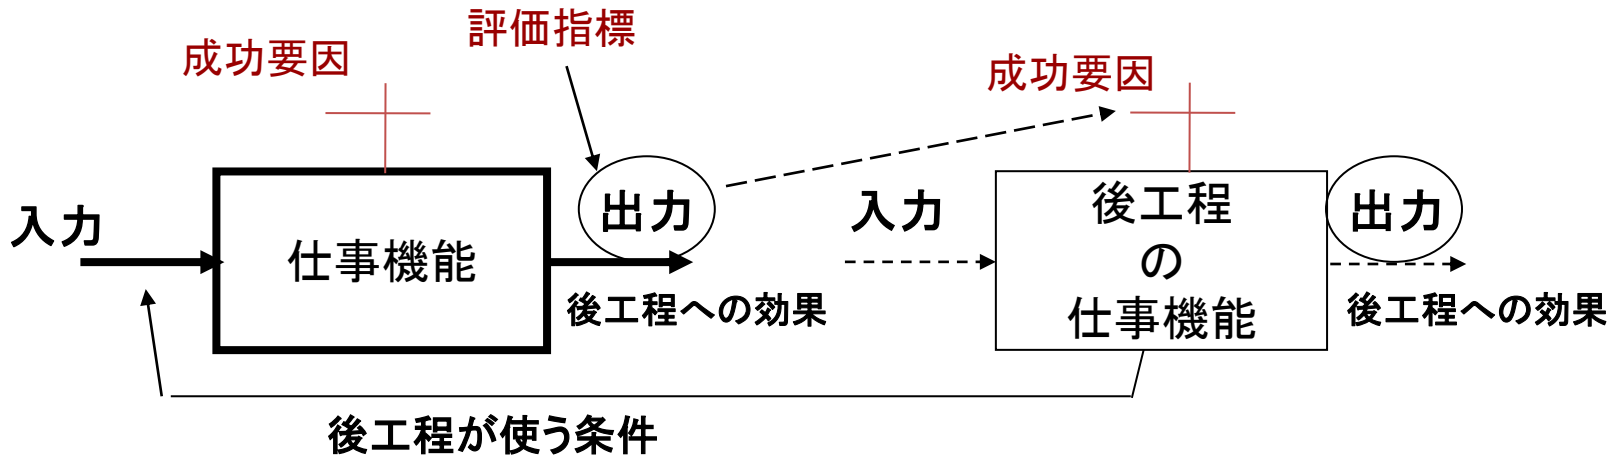 評価指標
成功要因
成功要因
入力
仕事機能
出力
後工程への効果
入力
後工程
の
仕事機能
出力
後工程への効果
後工程が使う条件